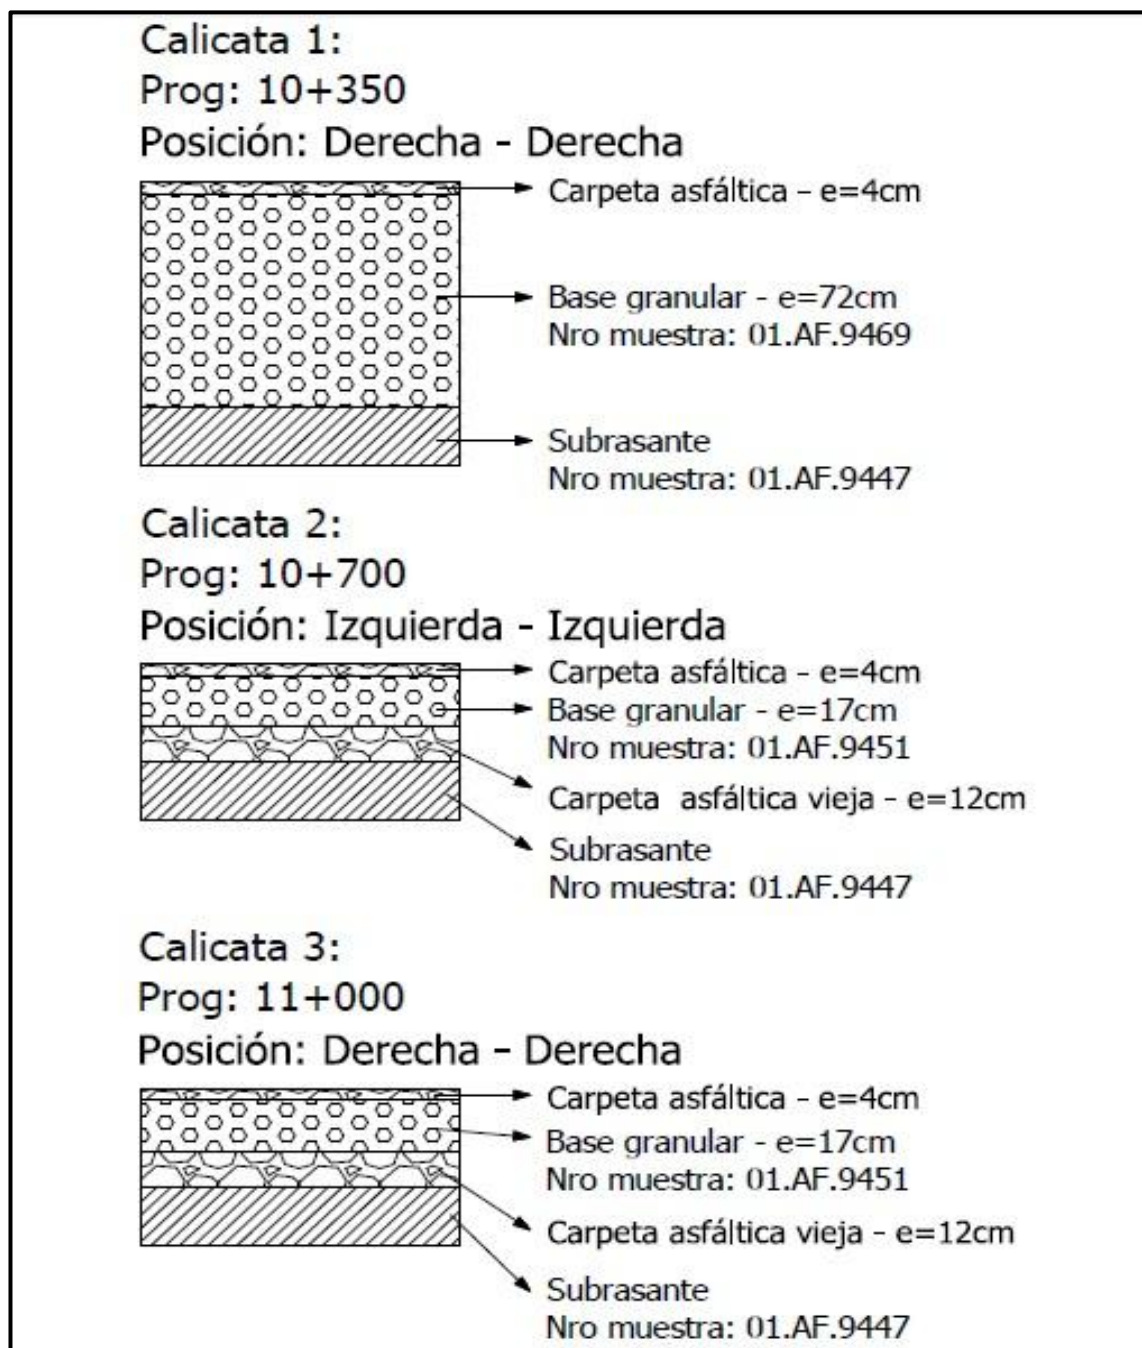 Calicata 1:
Prog: 10+350
Posición: Derecha - Derecha
Carpeta asfáltica - e=4cm
Base granular - e=72cm
Nro muestra: 01.AF.9469
Subrasante
Nro muestra: 01.AF.9447
Calicata 2:
Prog: 10+700
Posición: Izquierda - Izquierda
Carpeta asfáltica - e=4cm
Base granular - e=17cm
Nro muestra: 01.AF.9451
Carpeta asfáltica vieja - e=12cm
Subrasante
Nro muestra: 01.AF.9447
Calicata 3:
Prog: 11+000
Posición: Derecha - Derecha
Carpeta asfáltica - e=4cm
Base granular - e=17cm
Nro muestra: 01.AF.9451
Carpeta asfáltica vieja - e=12cm
Subrasante
Nro muestra: 01.AF.9447